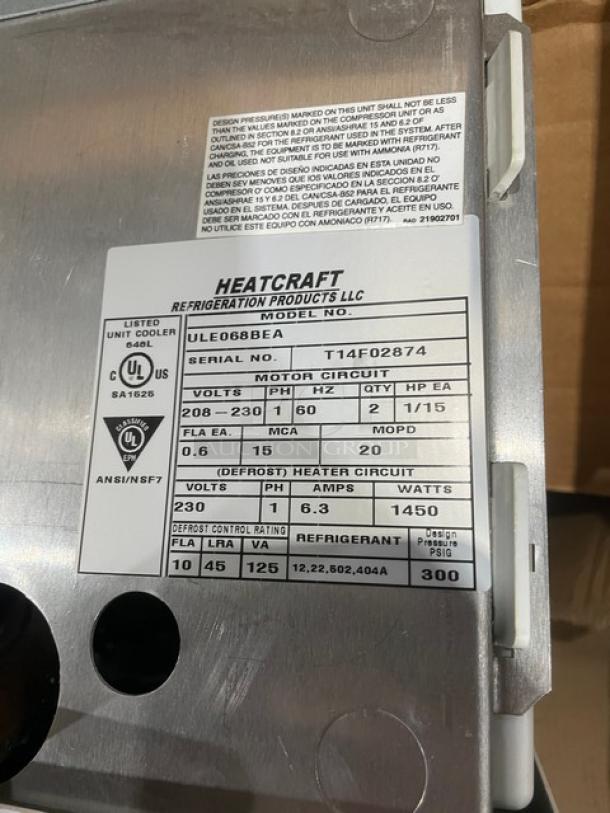 DESIGN PRESSURE(S) MARKED ON THIS UNIT SHALL NOT BE LESS
THAN THE VALUES MARKED ON THE COMPRESSOR UNIT OR AS
OUTLINED IN SECTION 8.2 OR ANSI/ASHRAE 15 AND 6.2 OF
CAN/CSA-B52 FOR THE REFRIGERANT USED IN THE SYSTEM. AFTER
CHARGING, THE EQUIPMENT IS TO BE MARKED WITH REFRIGERANT
AND OIL USED. NOT SUITABLE FOR USE WITH AMMONIA (R717).
LAS PRECIONES DE DISEÑO INDICADAS EN ESTA UNIDAD NO
DEBEN SEV MENOVES QUE lOS VALORES INDICADOS EN EL
COMPRESOR O' COMO ESPECIFICADO EN LA SECCION 8.2 O'
ANSI/ASHRAE 15 Y 6.2 DEL CAN/CSA-B52 PARA EL REFRIGERANTE
USADO EN EL SISTEMA. DESPUES DE CARGADO, EL EQUIPO
DEBE SER MARCADO CON EL REFRIGERANTE Y ACEITE EN USO.
NO UTILICE ESTE EQUIPO CON AMONIACO (R717). RAD 21902701
HEATCRAFT
REFRIGERATION PRODUCTS LLC
LISTED
UNIT COOLER
646L
C UL US
SA1525
CLASSIFIED
UL
EPH
ANSI/NSF7
MODEL NO.
ULE068BEA
SERIAL NO. T14F02874
MOTOR CIRCUIT
VOLTS PH HZ QTY HP EA
208-230 1 60 2 1/15
FLA EA. MCA MOPD
0.6 15 20
AUCTION GROUP
(DEFROST) HEATER CIRCUIT
VOLTS PH AMPS WATTS
230 1 6.3 1450
DEFROST CONTROL RATING REFRIGERANT Design Pressure PSIG
FLA LRA VA
10 45 125 12,22,502,404A 300